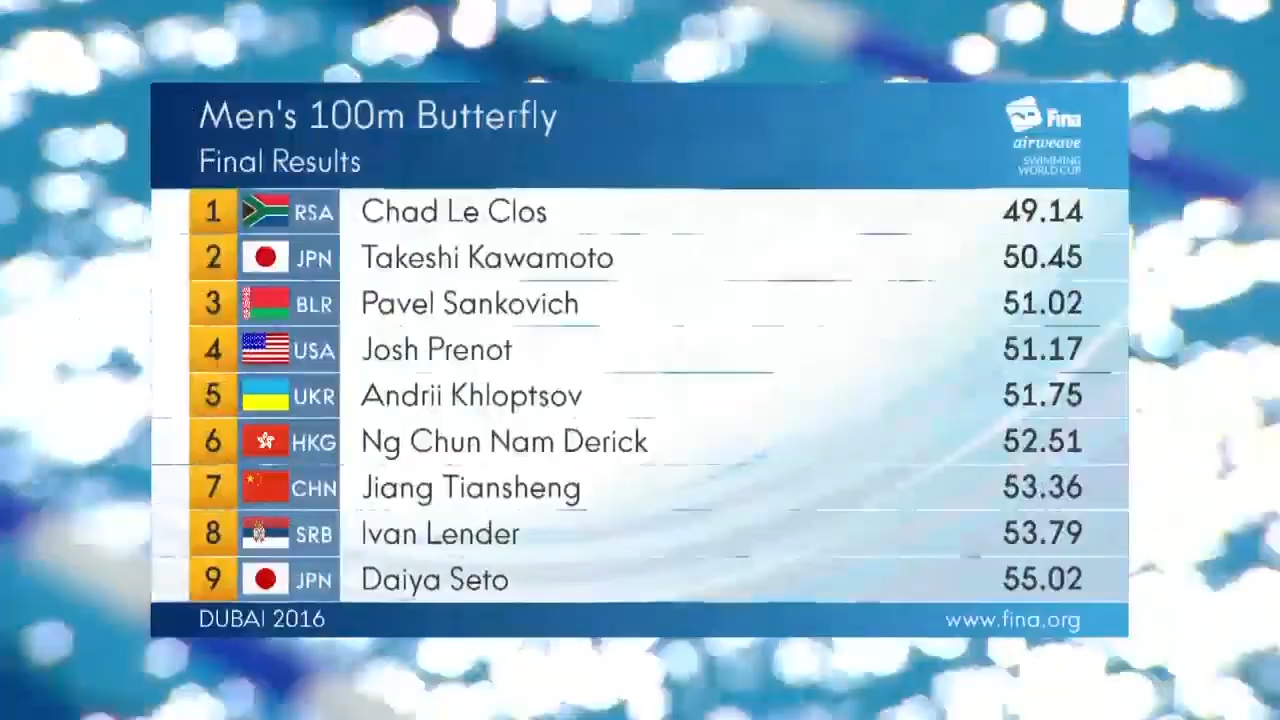 Men's 100m Butterfly
Final Results
Fina
airweave
SWIMMING
WORLD CUP
1 RSA Chad Le Clos 49.14
2 JPN Takeshi Kawamoto 50.45
3 BLR Pavel Sankovich 51.02
4 USA Josh Prenot 51.17
5 UKR Andrii Khloptsov 51.75
6 HKG Ng Chun Nam Derick 52.51
7 CHN Jiang Tiansheng 53.36
8 SRB Ivan Lender 53.79
9 JPN Daiya Seto 55.02
DUBAI 2016 www.fina.org